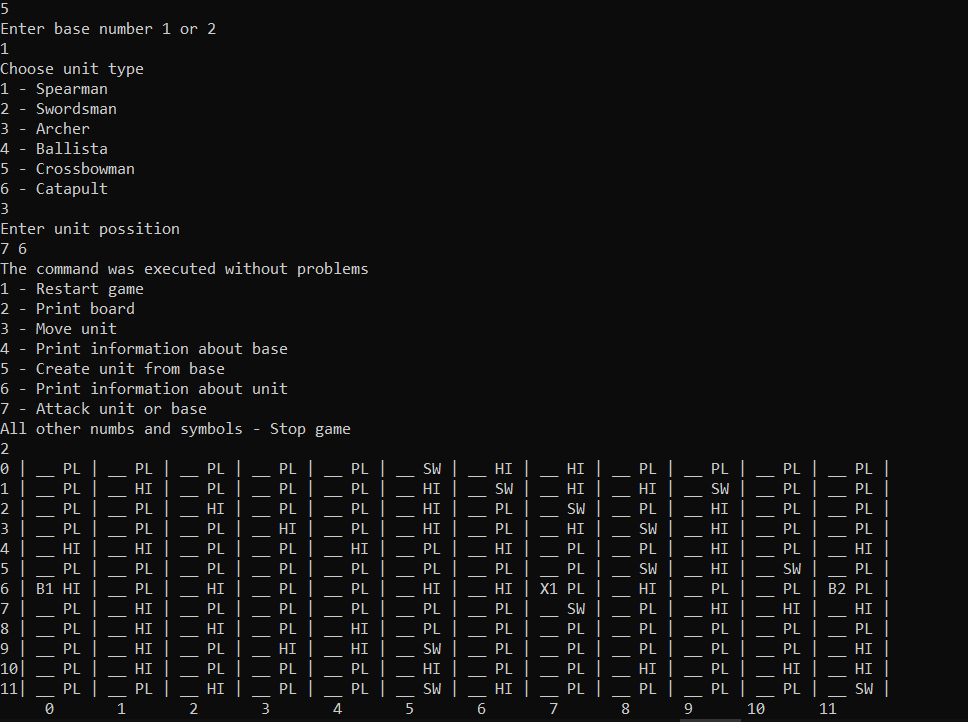 5
Enter base number 1 or 2
1
Choose unit type
1 - Spearman
2 - Swordsman
3 - Archer
4 - Ballista
5 - Crossbowman
6 - Catapult
3
Enter unit possition
7 6
The command was executed without problems
1 - Restart game
2 - Print board
3 - Move unit
4 - Print information about base
5 - Create unit from base
6 - Print information about unit
7 - Attack unit or base
All other numbs and symbols - Stop game
2
0 | __ PL | __ PL | __ PL | __ PL | __ PL | __ SW | __ HI | __ HI | __ PL | __ PL | __ PL | __ PL |
1 | __ PL | __ HI | __ PL | __ PL | __ PL | __ HI | __ SW | __ HI | __ HI | __ SW | __ PL | __ PL |
2 | __ PL | __ PL | __ HI | __ PL | __ PL | __ HI | __ PL | __ SW | __ PL | __ HI | __ PL | __ PL |
3 | __ PL | __ PL | __ PL | __ HI | __ PL | __ HI | __ PL | __ HI | __ SW | __ HI | __ PL | __ PL |
4 | __ HI | __ HI | __ PL | __ PL | __ HI | __ PL | __ HI | __ PL | __ PL | __ HI | __ PL | __ HI |
5 | __ PL | __ PL | __ PL | __ PL | __ PL | __ PL | __ PL | __ PL | __ SW | __ HI | __ SW | __ PL |
6 | B1 HI | __ PL | __ HI | __ PL | __ PL | __ HI | __ HI | X1 PL | __ HI | __ PL | __ PL | B2 PL |
7 | __ PL | __ HI | __ PL | __ PL | __ PL | __ PL | __ PL | __ SW | __ PL | __ HI | __ HI | __ HI |
8 | __ PL | __ HI | __ HI | __ PL | __ HI | __ PL | __ PL | __ PL | __ PL | __ PL | __ PL | __ PL |
9 | __ PL | __ HI | __ PL | __ HI | __ HI | __ SW | __ PL | __ PL | __ PL | __ PL | __ PL | __ HI |
10| __ PL | __ HI | __ PL | __ PL | __ PL | __ HI | __ PL | __ PL | __ HI | __ PL | __ HI | __ HI |
11| __ PL | __ PL | __ HI | __ PL | __ PL | __ SW | __ HI | __ PL | __ PL | __ PL | __ PL | __ SW |
0 1 2 3 4 5 6 7 8 9 10 11